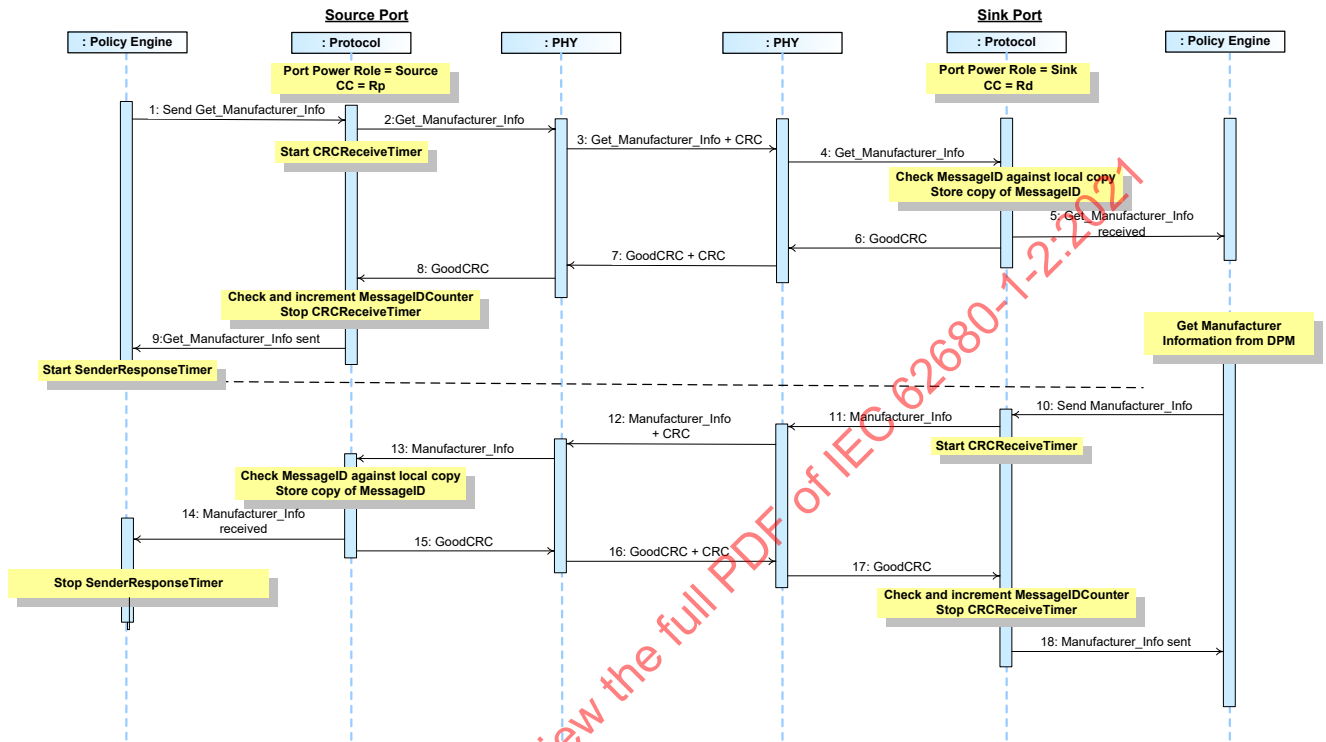 Source Port
Sink Port
: Policy Engine
: Protocol
: PHY
: PHY
: Protocol
: Policy Engine
Port Power Role = Source
CC = Rp
Port Power Role = Sink
CC = Rd
1: Send Get_Manufacturer_Info
2:Get_Manufacturer_Info
Start CRCReceiveTimer
3: Get_Manufacturer_Info + CRC
4: Get_Manufacturer_Info
Check MessageID against local copy
Store copy of MessageID
5: Get_Manufacturer_Info
received
6: GoodCRC
7: GoodCRC + CRC
8: GoodCRC
Check and increment MessageIDCounter
Stop CRCReceiveTimer
9:Get_Manufacturer_Info sent
Start SenderResponseTimer
Get Manufacturer
Information from DPM
10: Send Manufacturer_Info
11: Manufacturer_Info
Start CRCReceiveTimer
12: Manufacturer_Info
+ CRC
13: Manufacturer_Info
Check MessageID against local copy
Store copy of MessageID
14: Manufacturer_Info
received
15: GoodCRC
16: GoodCRC + CRC
17: GoodCRC
Stop SenderResponseTimer
Check and increment MessageIDCounter
Stop CRCReceiveTimer
18: Manufacturer_Info sent
iew the full PDF of IEC 62680-1-2:2021